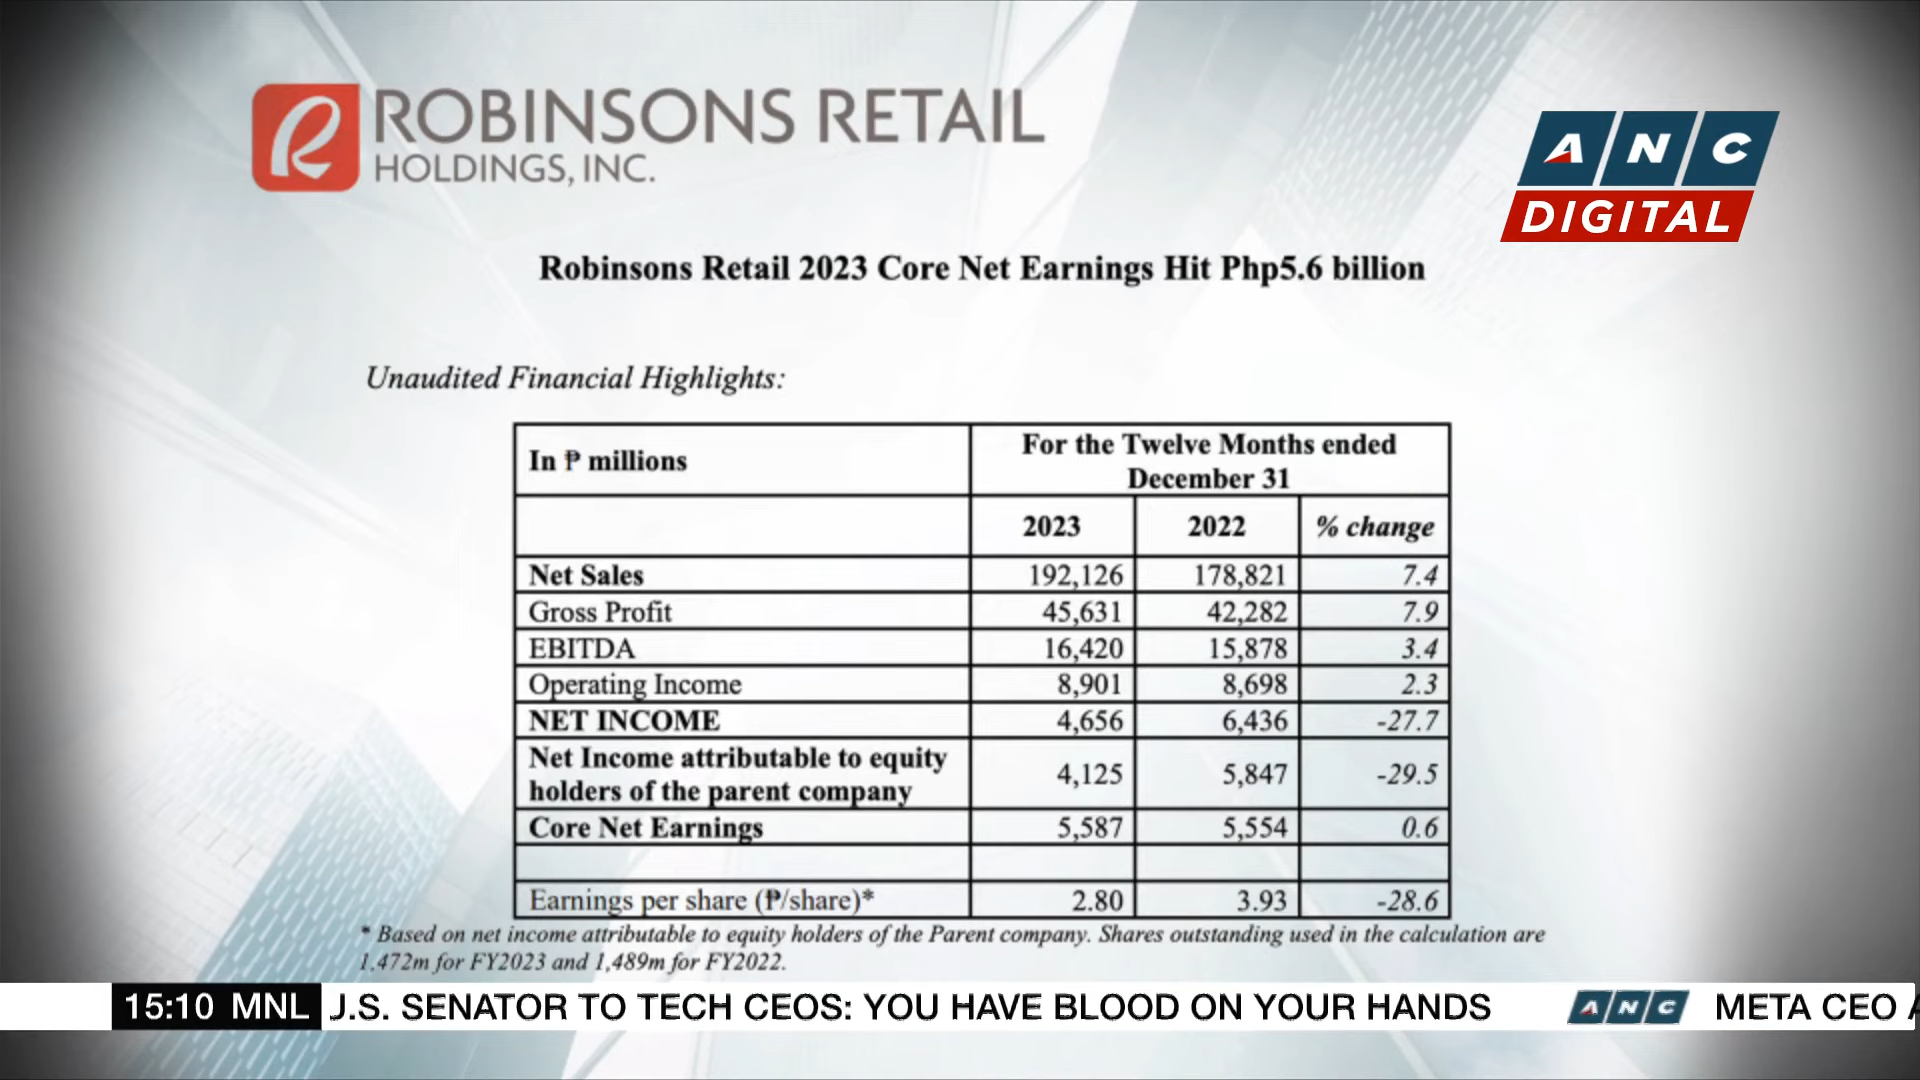 ROBINSONS RETAIL
HOLDINGS, INC.
ANC
DIGITAL
Robinsons Retail 2023 Core Net Earnings Hit Php5.6 billion
Unaudited Financial Highlights:
In ₱ millions
For the Twelve Months ended
December 31
2023 2022 % change
Net Sales 192,126 178,821 7.4
Gross Profit 45,631 42,282 7.9
EBITDA 16,420 15,878 3.4
Operating Income 8,901 8,698 2.3
NET INCOME 4,656 6,436 -27.7
Net Income attributable to equity
holders of the parent company 4,125 5,847 -29.5
Core Net Earnings 5,587 5,554 0.6
Earnings per share (₱/share)* 2.80 3.93 -28.6
* Based on net income attributable to equity holders of the Parent company. Shares outstanding used in the calculation are
1,472m for FY2023 and 1,489m for FY2022.
15:10 MNL J.S. SENATOR TO TECH CEOS: YOU HAVE BLOOD ON YOUR HANDS ANC META CEO